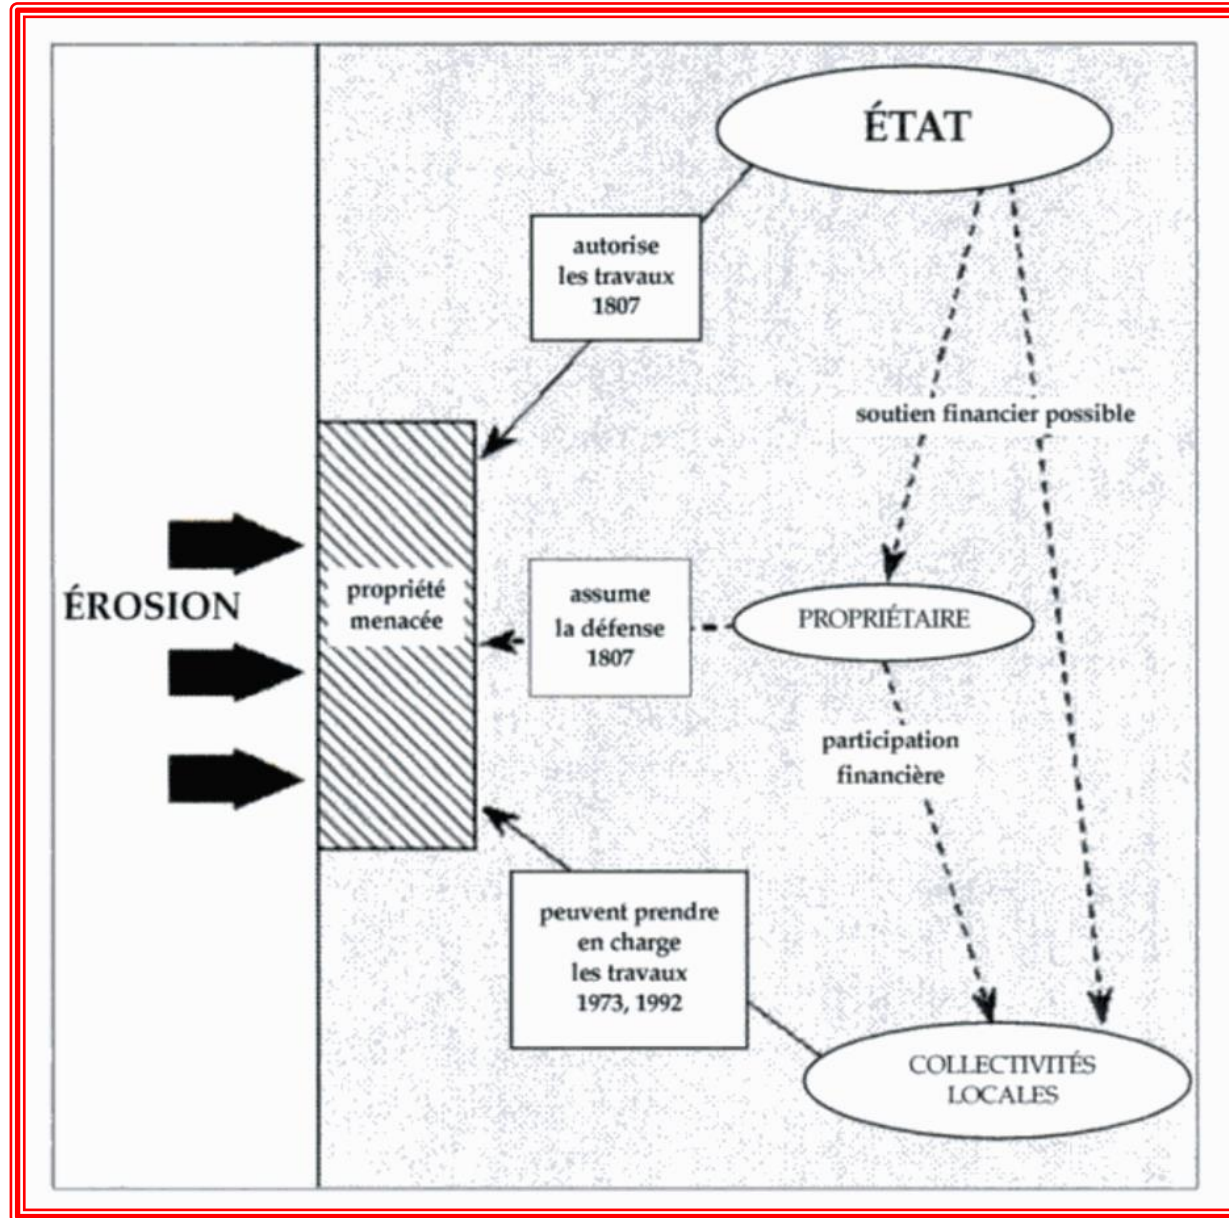 ÉTAT
autorise
les travaux
1807
soutien financier possible
ÉROSION
propriété
menacée
assume
la défense
1807
PROPRIÉTAIRE
participation
financière
peuvent prendre
en charge
les travaux
1973, 1992
COLLECTIVITÉS
LOCALES